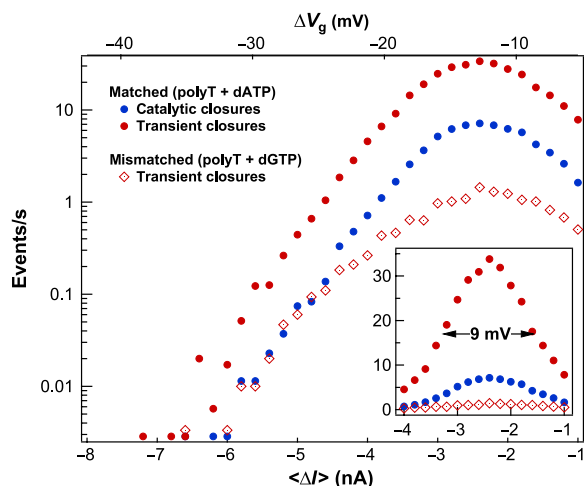 ΔVg (mV)
−40 −30 −20 −10
Matched (polyT + dATP)
Catalytic closures
Transient closures
Mismatched (polyT + dGTP)
Transient closures
Events/s
10
1
0.1
0.01
30
20
10
0
9 mV
−4 −3 −2 −1
−8 −7 −6 −5 −4 −3 −2 −1
<ΔI> (nA)